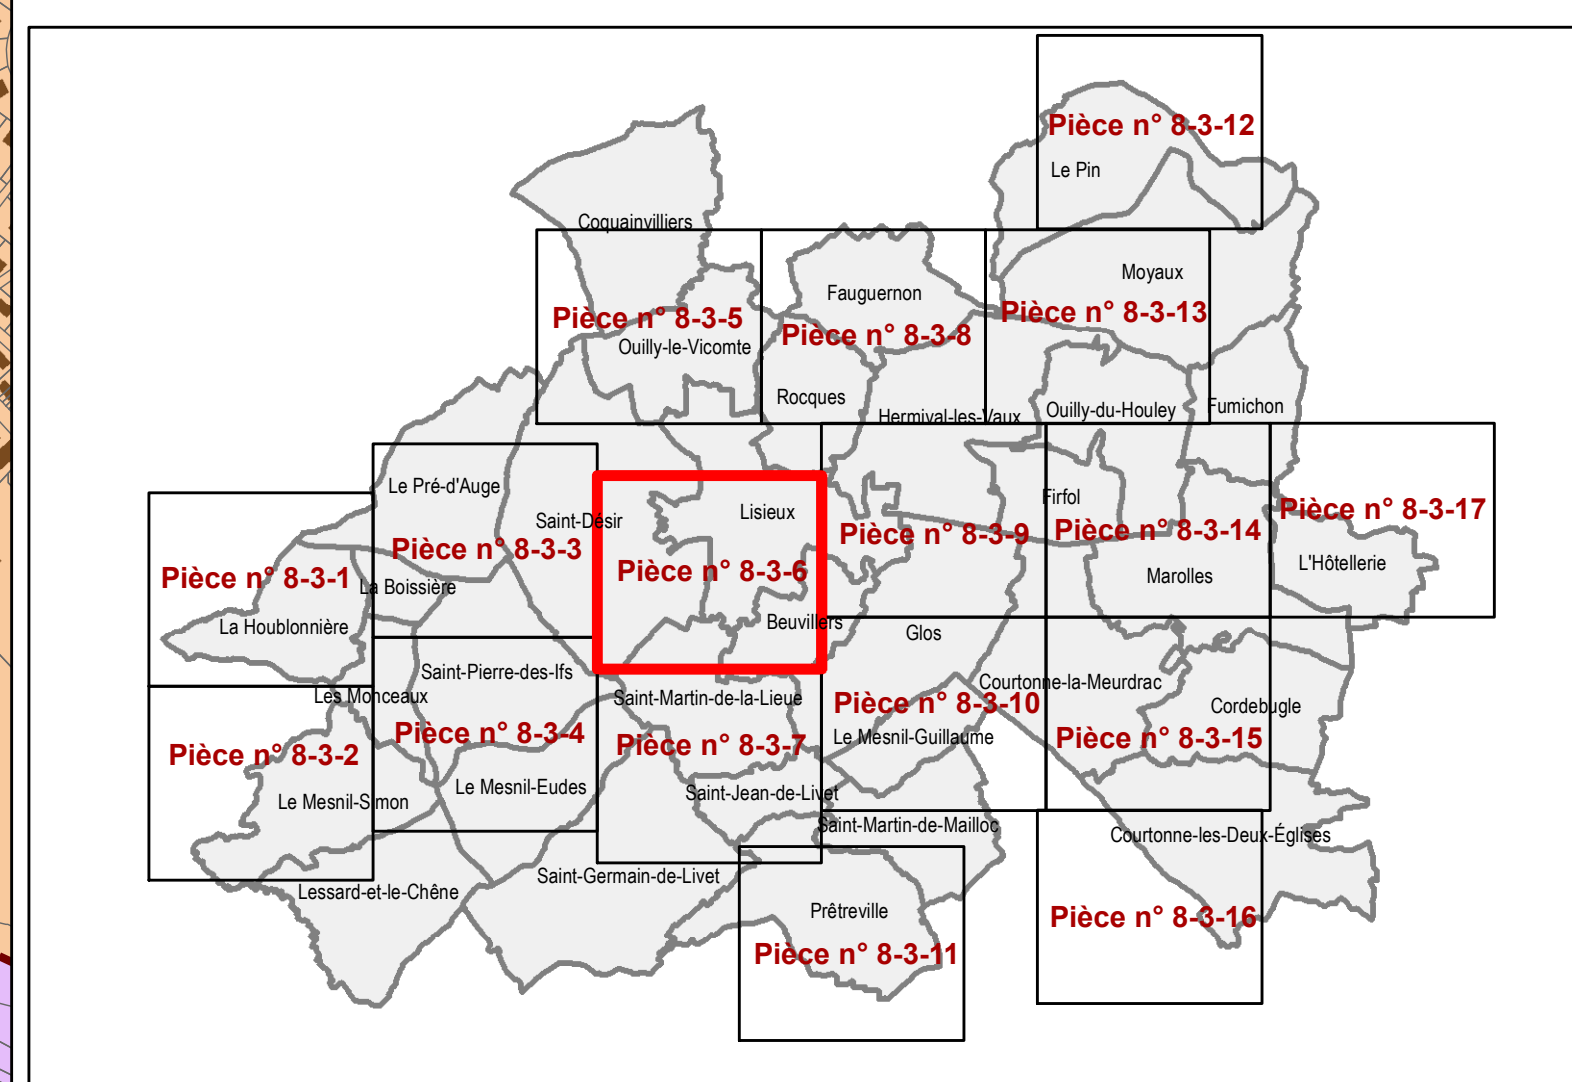 Pièce n° 8-3-12
Le Pin
Coquainvilliers
Moyaux
Fauguernon
Pièce n° 8-3-13
Pièce n° 8-3-5
Pièce n° 8-3-8
Ouilly-le-Vicomte
Rocques
Hermival-les-Vaux
Ouilly-du-Houley
Fumichon
Le Pré-d'Auge
Firfol
Saint-Désir
Lisieux
Pièce n° 8-3-17
Pièce n° 8-3-9
Pièce n° 8-3-14
Pièce n° 8-3-3
L'Hôtellerie
Pièce n° 8-3-1
Pièce n° 8-3-6
Marolles
La Boissière
La Houblonnière
Beuvillers
Glos
Saint-Pierre-des-Ifs
Courtonne-la-Meurdrac
Les Monceaux
Saint-Martin-de-la-Lieue
Pièce n° 8-3-10
Cordebugle
Pièce n° 8-3-4
Le Mesnil-Guillaume
Pièce n° 8-3-15
Pièce n° 8-3-7
Pièce n° 8-3-2
Le Mesnil-Eudes
Saint-Jean-de-Livet
Le Mesnil-Simon
Saint-Martin-de-Mailloc
Courtonne-les-Deux-Églises
Saint-Germain-de-Livet
Lessard-et-le-Chêne
Prêtreville
Pièce n° 8-3-16
Pièce n° 8-3-11